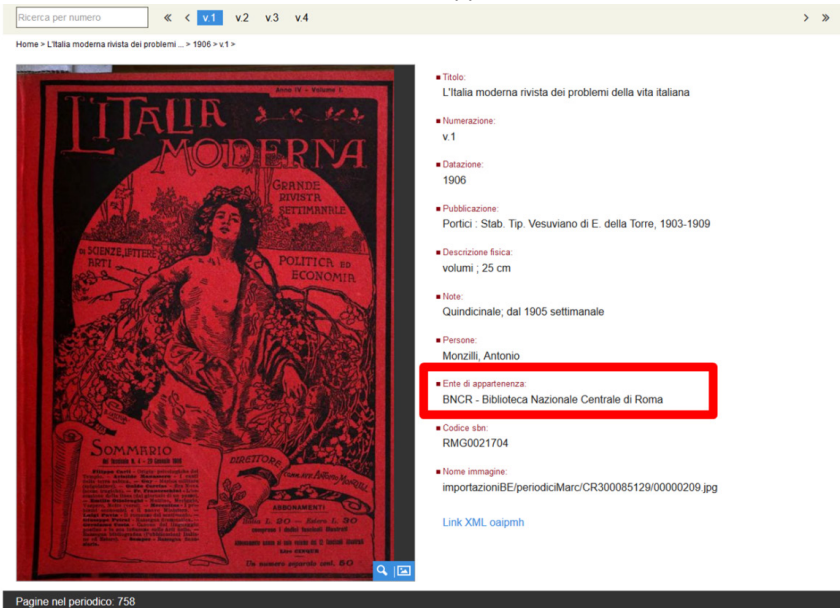 Ricerca per numero
« < v.1 v.2 v.3 v.4 > »
Home > L'Italia moderna rivista dei problemi ... > 1906 > v.1 >
Anno IV - Volume I.
L'ITALIA
MODERNA
GRANDE
RIVISTA
SETTIMANALE
DI SCIENZE, LETTERE
ARTI
POLITICA ED
ECONOMIA
SOMMARIO
DIRETTORE
ABBONAMENTI
Un numero separato cent. 80
Titolo:
L'Italia moderna rivista dei problemi della vita italiana
Numerazione:
v.1
Datazione:
1906
Pubblicazione:
Portici : Stab. Tip. Vesuviano di E. della Torre, 1903-1909
Descrizione fisica:
volumi ; 25 cm
Note:
Quindicinale; dal 1905 settimanale
Persone:
Monzilli, Antonio
Ente di appartenenza:
BNCR - Biblioteca Nazionale Centrale di Roma
Codice sbn:
RMG0021704
Nome immagine:
importazioniBE/periodiciMarc/CR300085129/00000209.jpg
Link XML oaipmh
Pagine nel periodico: 758